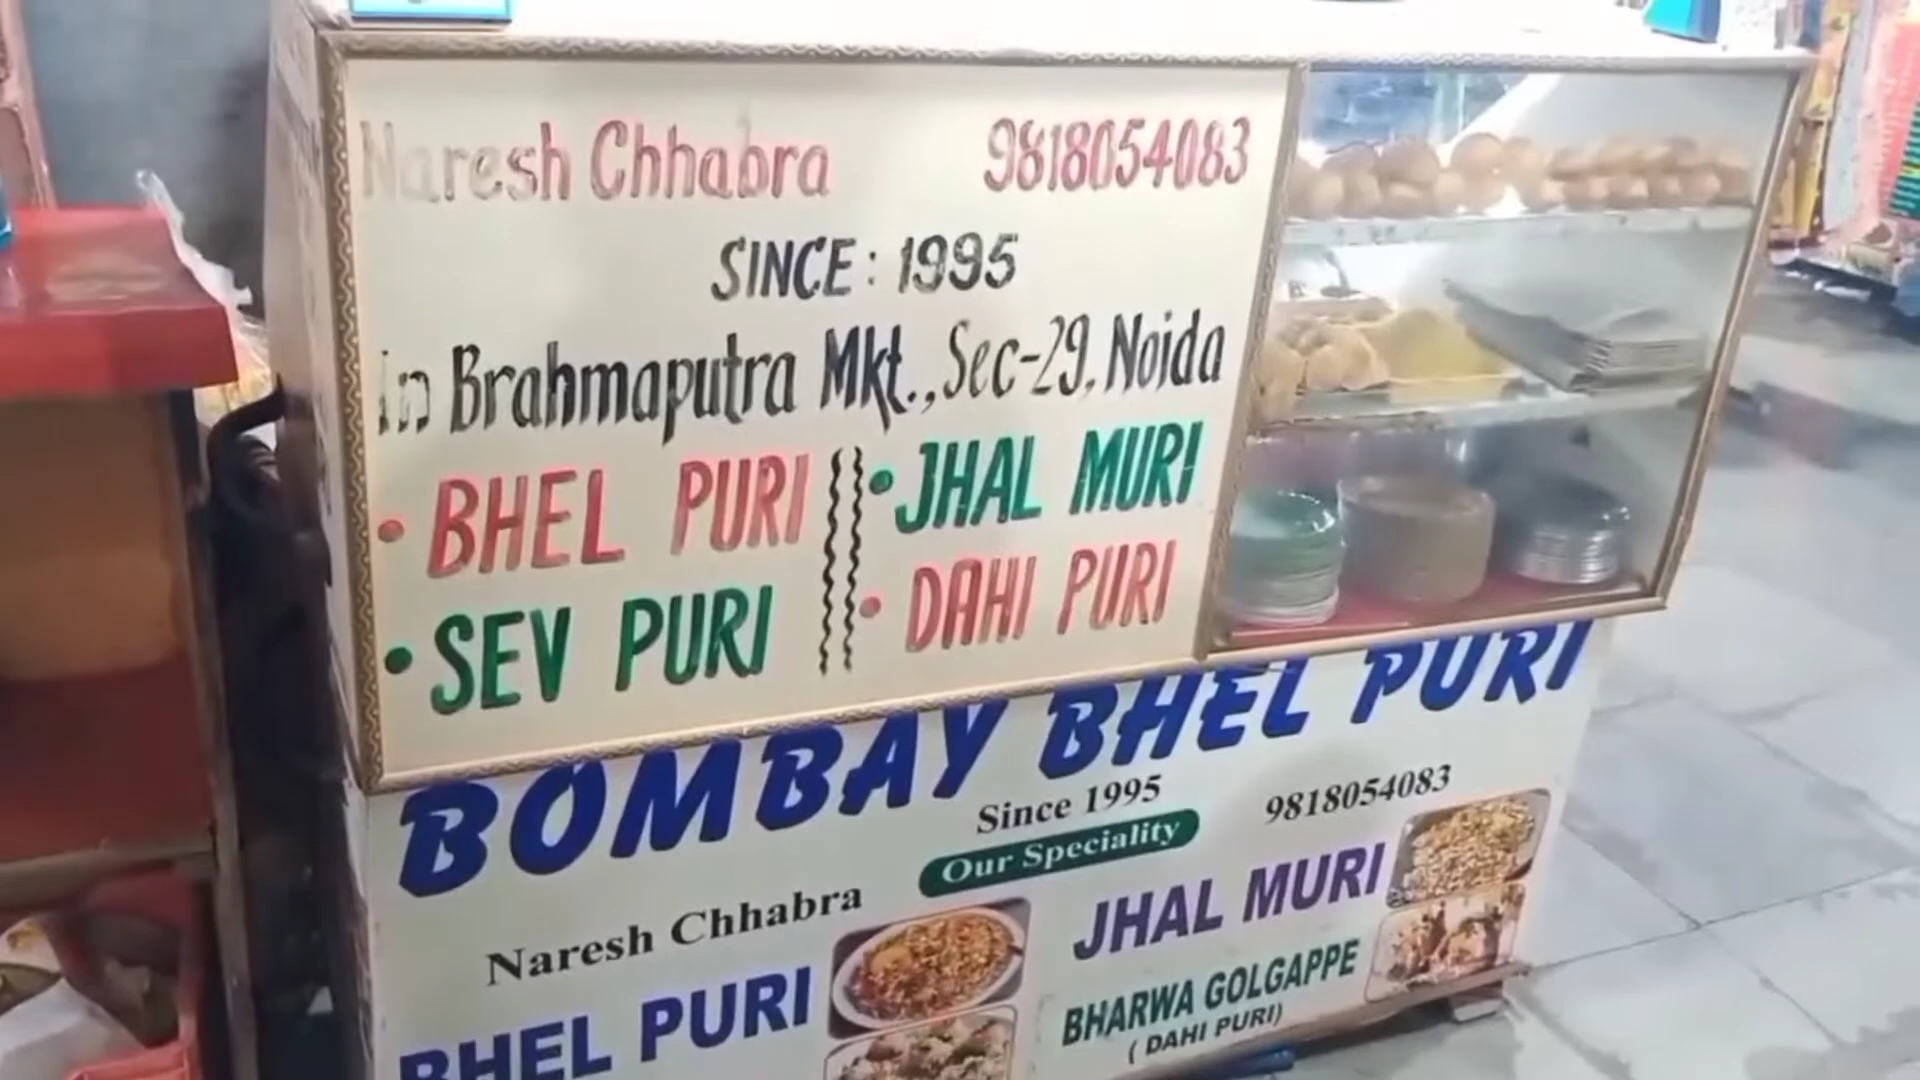 Naresh Chhabra 9818054083
SINCE: 1995
in Brahmaputra Mkt., Sec-29, Noida
• BHEL PURI • JHAL MURI
• SEV PURI • DAHI PURI
BOMBAY BHEL PURI
Since 1995 9818054083
Our Speciality
Naresh Chhabra
JHAL MURI
BHEL PURI
BHARWA GOLGAPPE
(DAHI PURI)